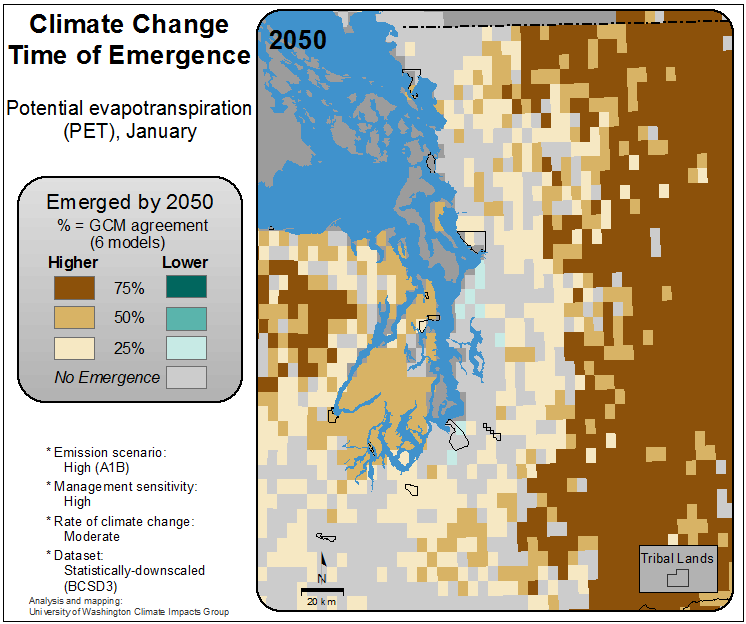 Climate Change
Time of Emergence
Potential evapotranspiration
(PET), January
Emerged by 2050
% = GCM agreement
(6 models)
Higher Lower
75%
50%
25%
No Emergence
* Emission scenario:
High (A1B)
* Management sensitivity:
High
* Rate of climate change:
Moderate
* Dataset:
Statistically-downscaled
(BCSD3)
Analysis and mapping:
University of Washington Climate Impacts Group
2050
N
20 km
Tribal Lands